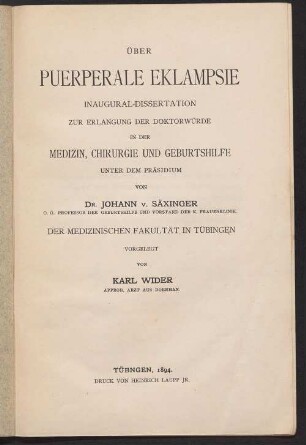 ÜBER
PUERPERALE EKLAMPSIE
INAUGURAL-DISSERTATION
ZUR ERLANGUNG DER DOKTORWÜRDE
IN DER
MEDIZIN, CHIRURGIE UND GEBURTSHILFE
UNTER DEM PRÄSIDIUM
VON
DR. JOHANN V. SÄXINGER
O. Ö. PROFESSOR DER GEBURTSHILFE UND VORSTAND DER K. FRAUENKLINIK
DER MEDIZINISCHEN FAKULTÄT IN TÜBINGEN
VORGELEGT
VON
KARL WIDER
APPROB. ARZT AUS
TÜBNGEN, 1894.
DRUCK VON HEINRICH LAUPP JR.